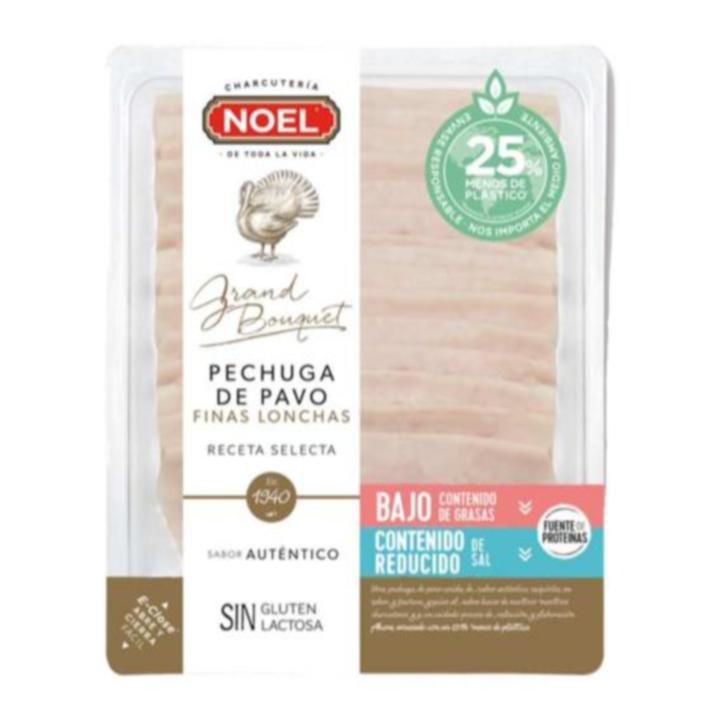 CHARCUTERÍA
NOEL
DE TODA LA VIDA
Grand
Bouquet
PECHUGA
DE PAVO
FINAS LONCHAS
RECETA SELECTA
1940
SABOR AUTÉNTICO
SIN GLUTEN
LACTOSA
E-Close
ABRE Y
CIERRA
FÁCIL
ENVASE RESPONSABLE · NOS IMPORTA EL MEDIO AMBIENTE
25%
MENOS DE
PLÁSTICO
BAJO CONTENIDO
DE GRASAS
CONTENIDO
REDUCIDO DE
SAL
FUENTE DE
PROTEÍNAS